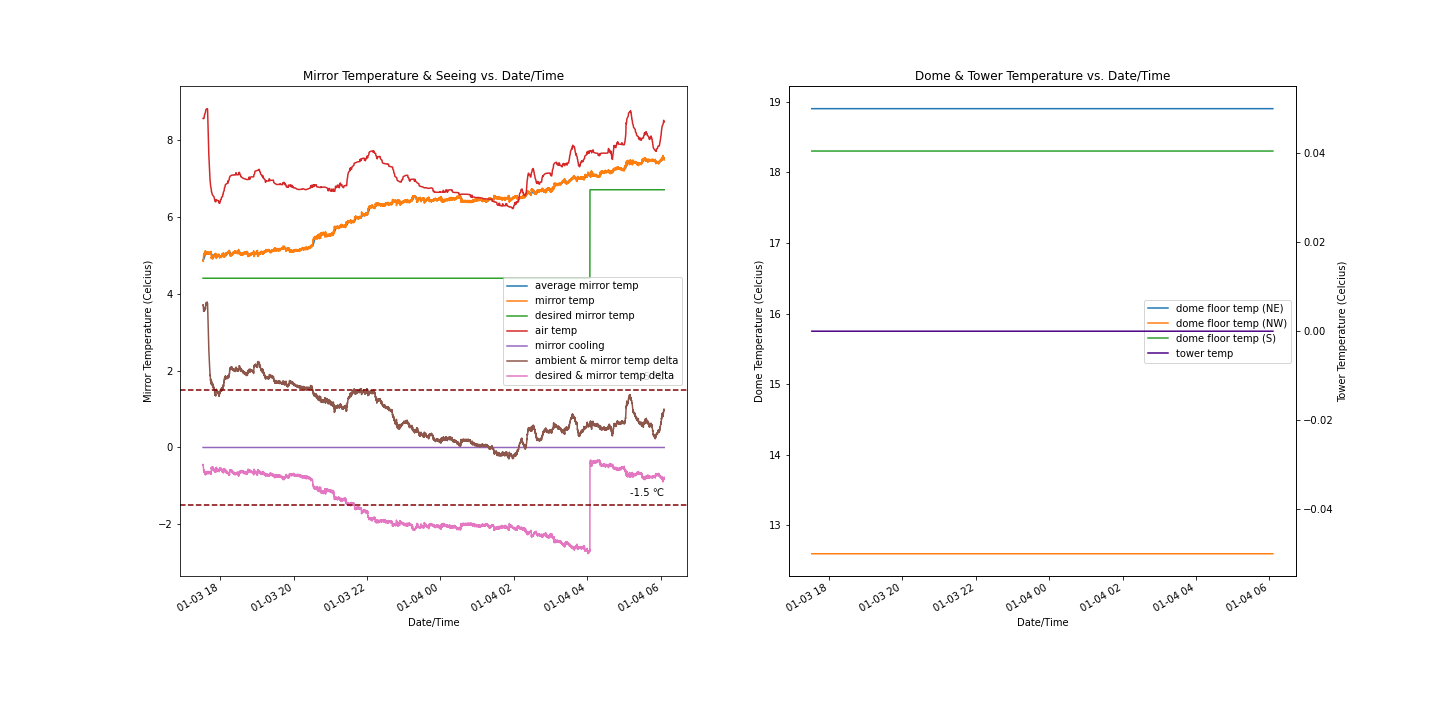 Mirror Temperature & Seeing vs. Date/Time
Mirror Temperature (Celcius)
8
6
4
2
0
−2
average mirror temp
mirror temp
desired mirror temp
air temp
mirror cooling
ambient & mirror temp delta
desired & mirror temp delta
-1.5 °C
01-03 18
01-03 20
01-03 22
01-04 00
01-04 02
01-04 04
01-04 06
Date/Time
Dome & Tower Temperature vs. Date/Time
Dome Temperature (Celcius)
19
18
17
16
15
14
13
dome floor temp (NE)
dome floor temp (NW)
dome floor temp (S)
tower temp
0.04
0.02
0.00
−0.02
−0.04
Tower Temperature (Celcius)
01-03 18
01-03 20
01-03 22
01-04 00
01-04 02
01-04 04
01-04 06
Date/Time